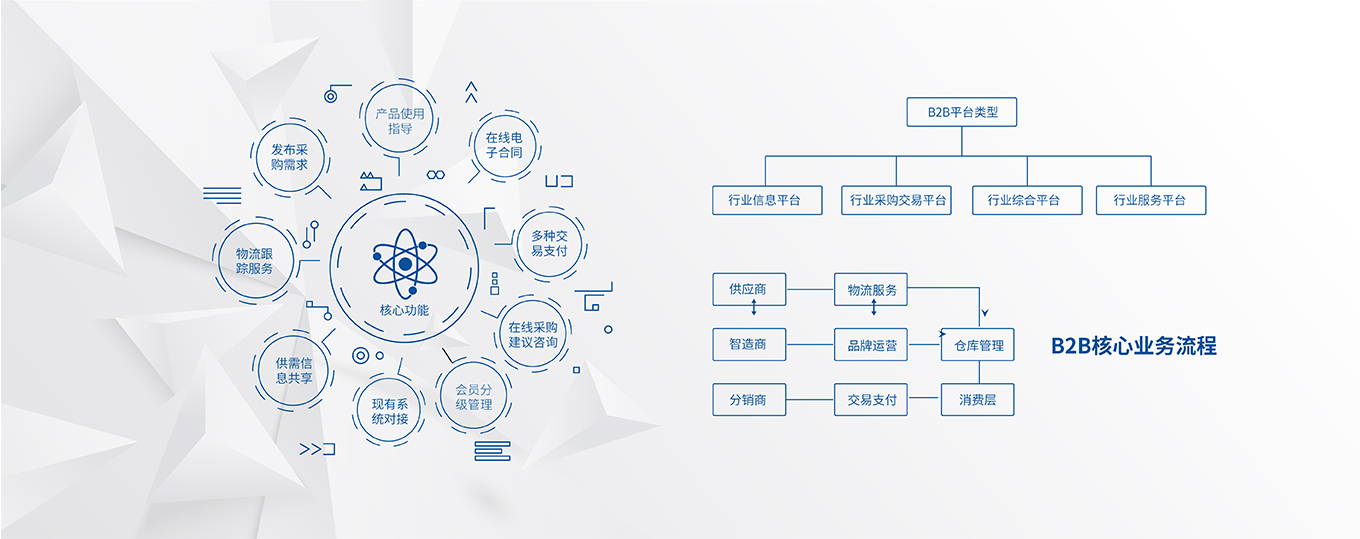 产品使用
指导
在线电
子合同
发布采
购需求
多种交
易支付
物流跟
踪服务
核心功能
在线采购
建议咨询
供需信
息共享
会员分
级管理
现有系
统对接
B2B平台类型
行业信息平台
行业采购交易平台
行业综合平台
行业服务平台
供应商
物流服务
智造商
品牌运营
仓库管理
分销商
交易支付
消费层
B2B核心业务流程